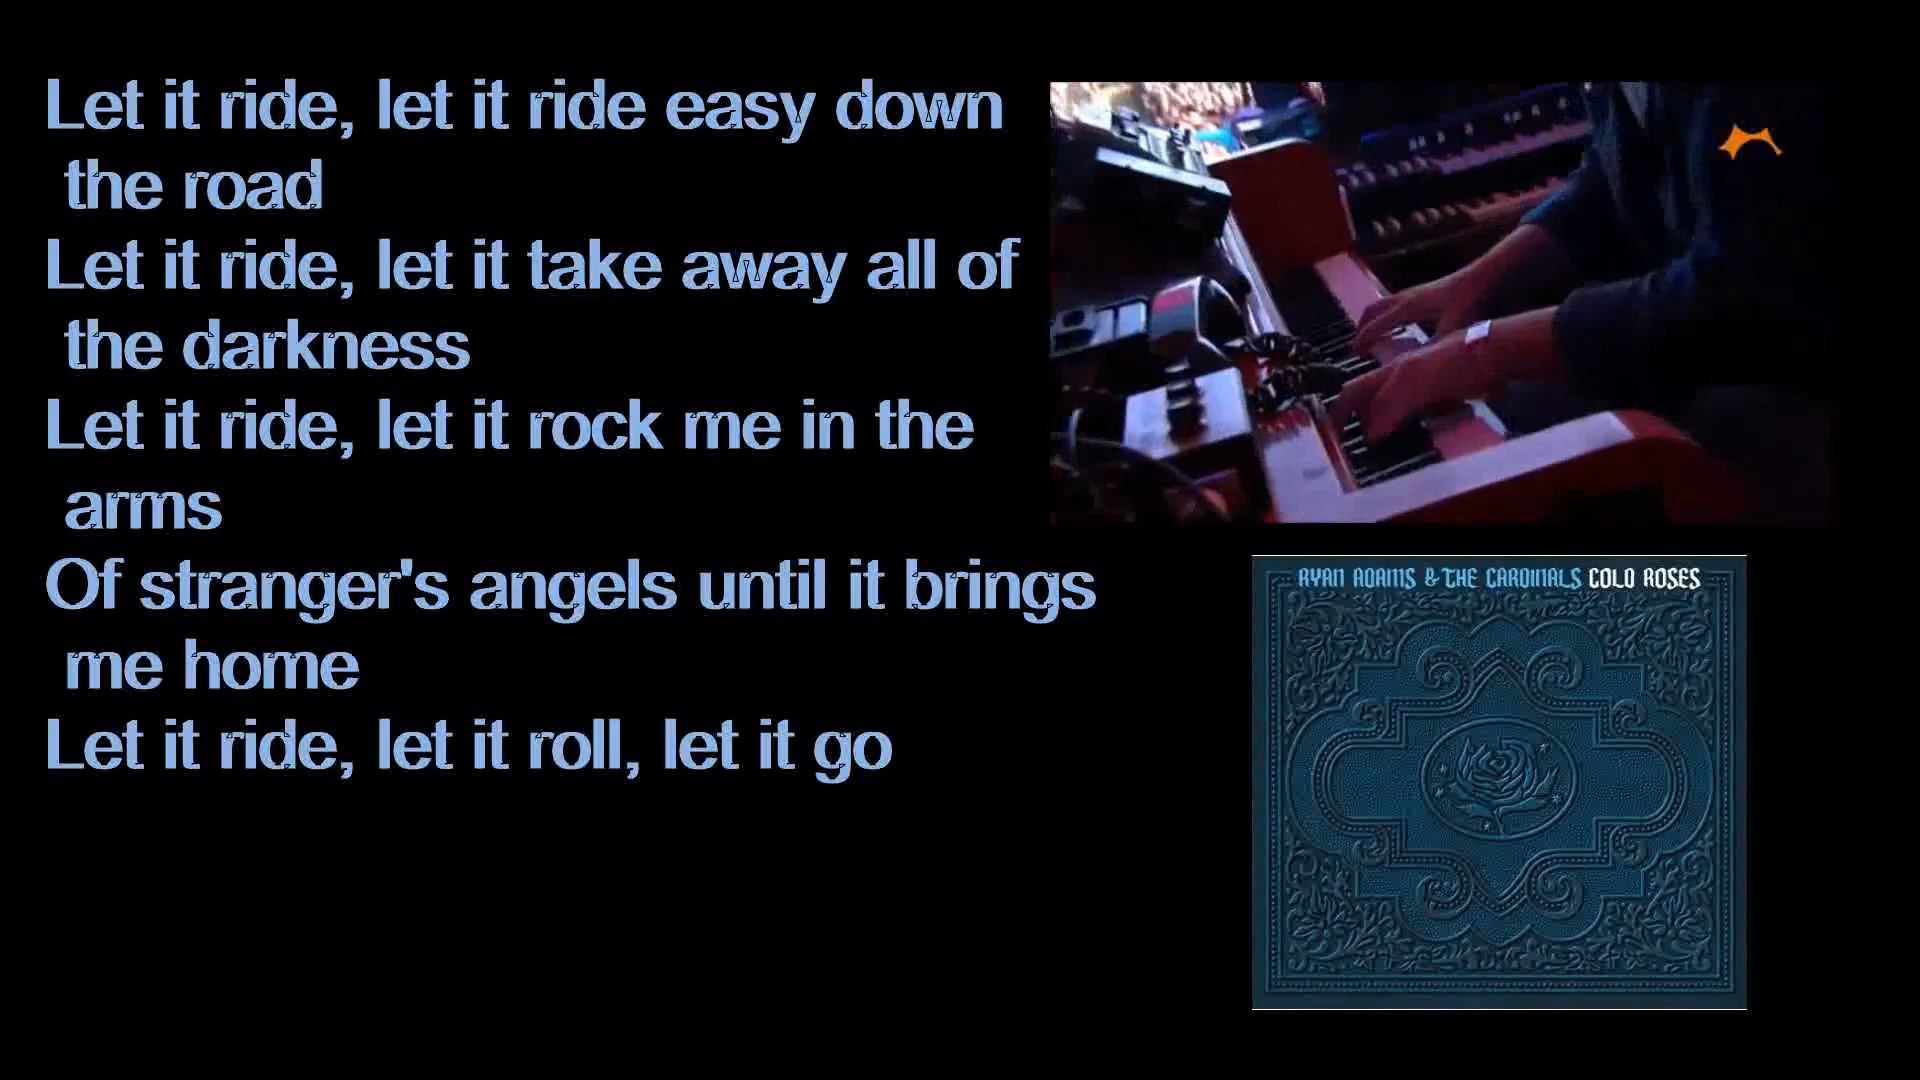 Let it ride, let it ride easy down
the road
Let it ride, let it take away all of
the darkness
Let it ride, let it rock me in the
arms
Of stranger's angels until it brings
me home
Let it ride, let it roll, let it go
RYAN ADAMS & THE CARDINALS COLD ROSES